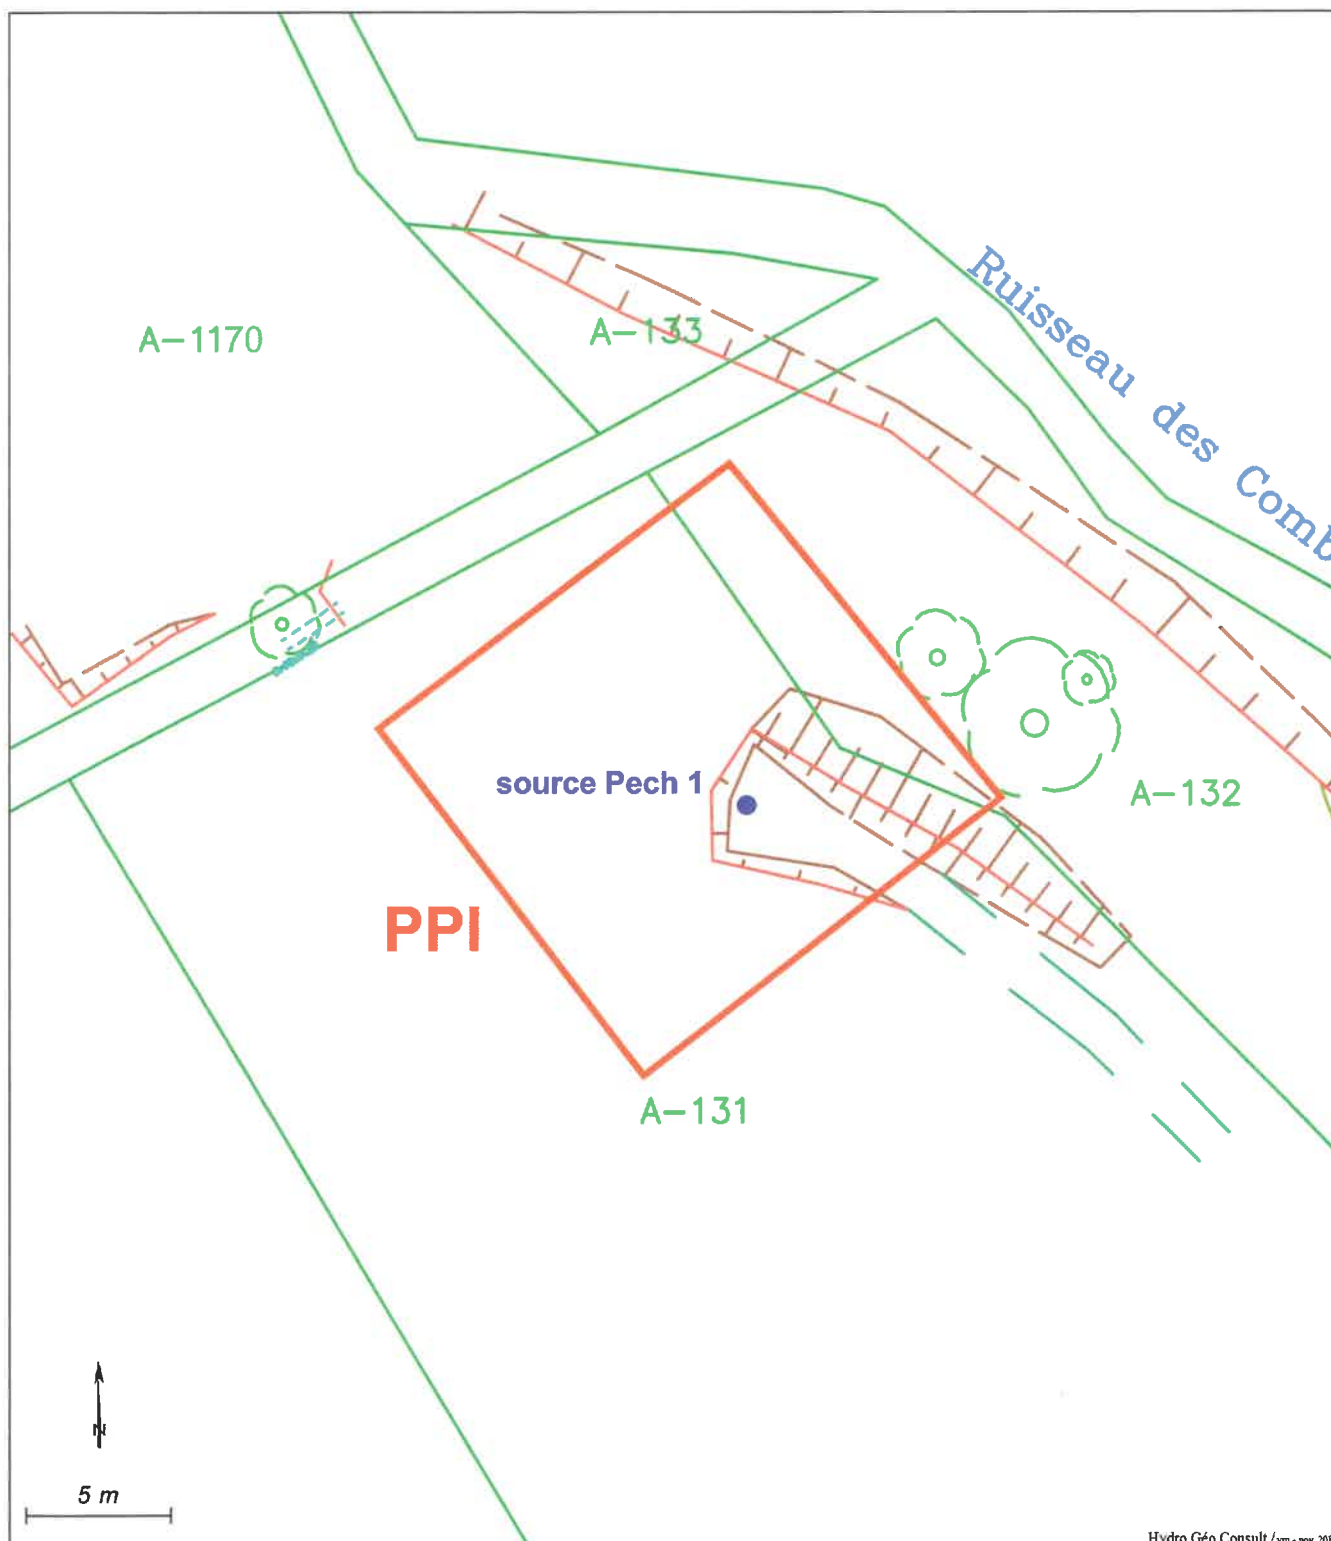 Ruisseau des Comb
A-1170
A-133
source Pech 1
A-132
PPI
A-131
N
5 m
Hydro Géo Consult /